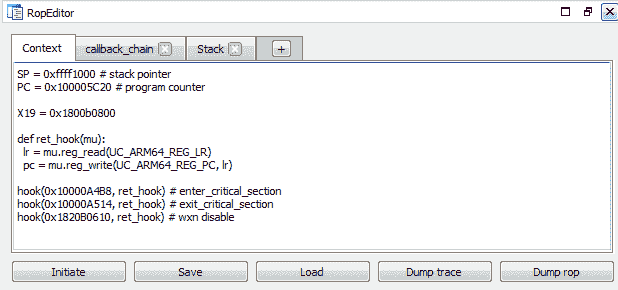 RopEditor
Context callback_chain Stack +
SP = 0xffff1000 # stack pointer
PC = 0x100005C20 # program counter
X19 = 0x1800b0800
def ret_hook(mu):
lr = mu.reg_read(UC_ARM64_REG_LR)
pc = mu.reg_write(UC_ARM64_REG_PC, lr)
hook(0x10000A4B8, ret_hook) # enter_critical_section
hook(0x10000A514, ret_hook) # exit_critical_section
hook(0x1820B0610, ret_hook) # wxn disable
Initiate Save Load Dump trace Dump rop